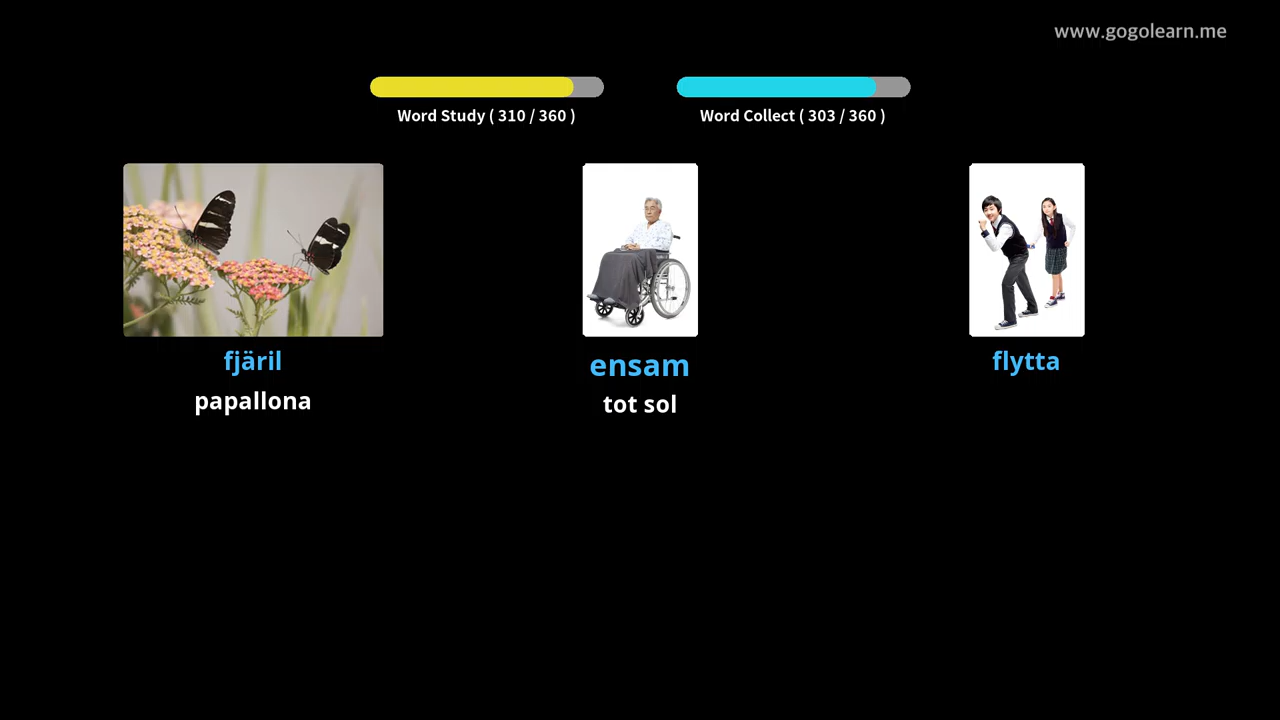 www.gogolearn.me
Word Study ( 310 / 360 )
Word Collect ( 303 / 360 )
fjäril
papallona
ensam
tot sol
flytta